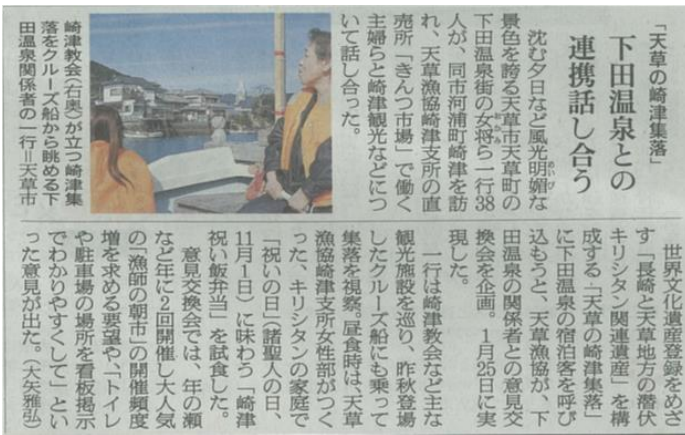 「天草の崎津集落」
下田温泉との
連携話し合う
沈む夕日など風光明媚な
めいび
景色を誇る天草市天草町の
下田温泉街の女将ら一行38
おかみ
人が、同市河浦町崎津を訪
れ、天草漁協崎津支所の直
売所「きんつ市場」で働く
主婦らと崎津観光などにつ
いて話し合った。
崎津教会(右奥)が立つ崎津集
落をクルーズ船から眺める下
田温泉関係者の一行=天草市
世界文化遺産登録をめざ
す「長崎と天草地方の潜伏
キリシタン関連遺産」を構
成する「天草の崎津集落」
に下田温泉の宿泊客を呼び
込もうと、天草漁協が、下
田温泉の関係者との意見交
換会を企画。1月25日に実
現した。
一行は崎津教会など主な
観光施設を巡り、昨秋登場
したクルーズ船にも乗って
集落を視察。昼食時は、天草
漁協崎津支所女性部がつく
った、キリシタンの家庭で
「祝いの日」(諸聖人の日、
11月1日)に味わう「崎津
祝い飯弁当」を試食した。
意見交換会では、年の瀬
など年に2回開催し大人気
の「漁師の朝市」の開催頻度
増を求める要望や、「トイレ
や駐車場の場所を看板掲示
でわかりやすくして」とい
った意見が出た。(大矢雅弘)